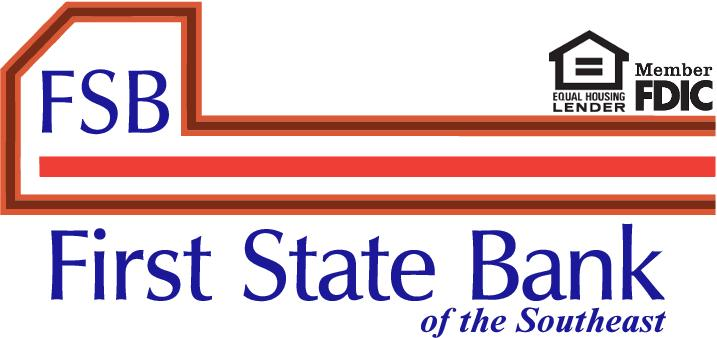 FSB
EQUAL HOUSING
LENDER
Member
FDIC
First State Bank
of the Southeast